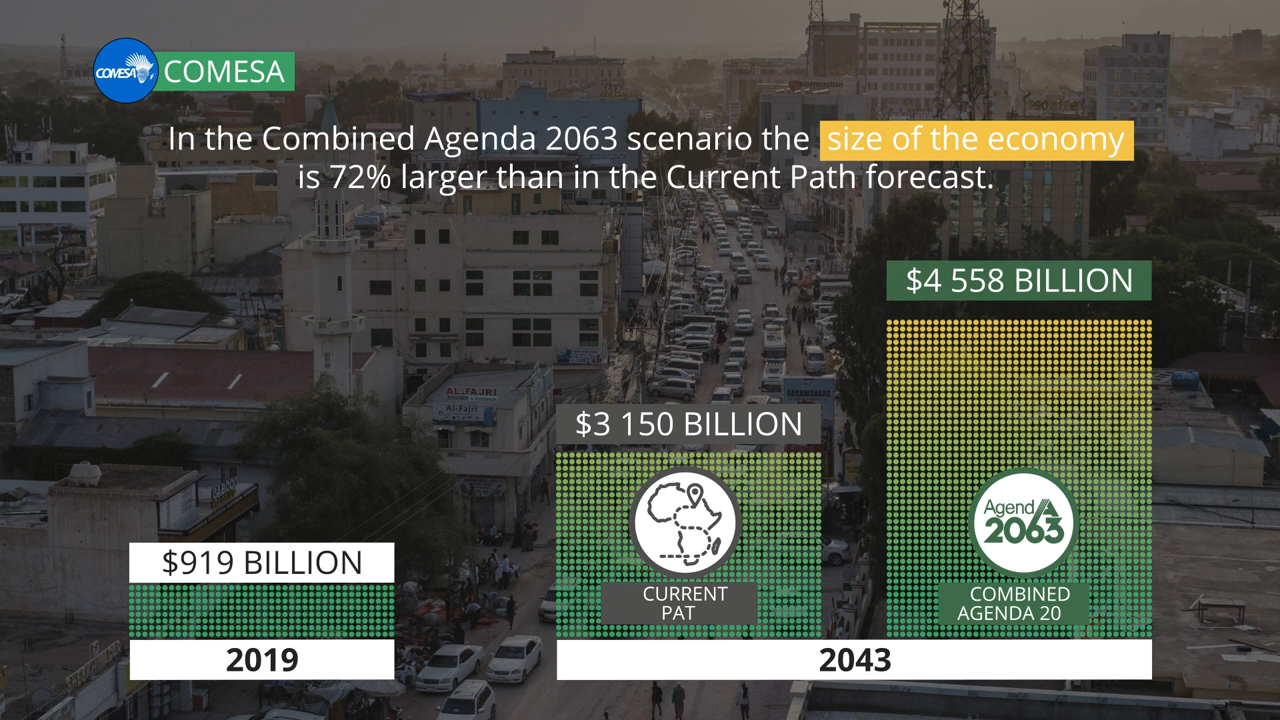 COMESA COMESA
In the Combined Agenda 2063 scenario the size of the economy
is 72% larger than in the Current Path forecast.
$4 558 BILLION
$3 150 BILLION
$919 BILLION
AL-FAJRI
Al-Fajri
Agenda
2063
CURRENT
PAT
COMBINED
AGENDA 20
2019
2043